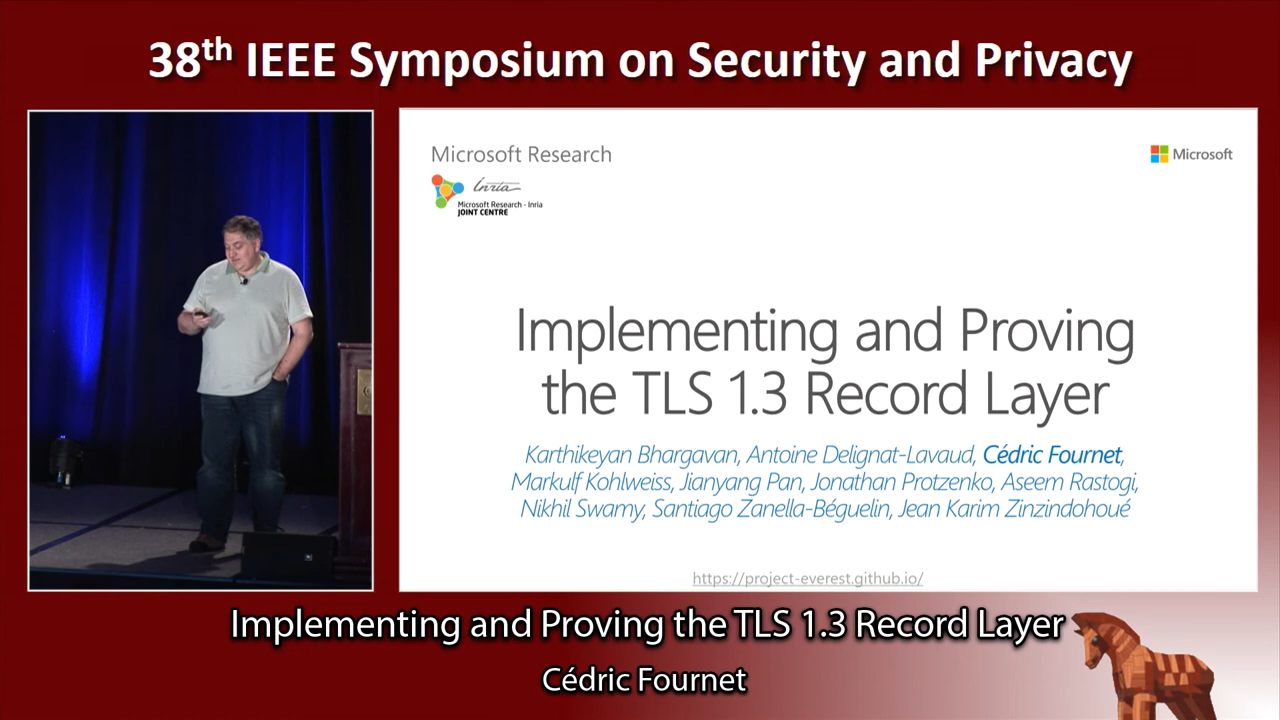 38th IEEE Symposium on Security and Privacy
Microsoft Research
Microsoft
Inria
Microsoft Research - Inria
JOINT CENTRE
Implementing and Proving
the TLS 1.3 Record Layer
Karthikeyan Bhargavan, Antoine Delignat-Lavaud, Cédric Fournet,
Markulf Kohlweiss, Jianyang Pan, Jonathan Protzenko, Aseem Rastogi,
Nikhil Swamy, Santiago Zanella-Béguelin, Jean Karim Zinzindohoué
https://project-everest.github.io/
Implementing and Proving the TLS 1.3 Record Layer
Cédric Fournet